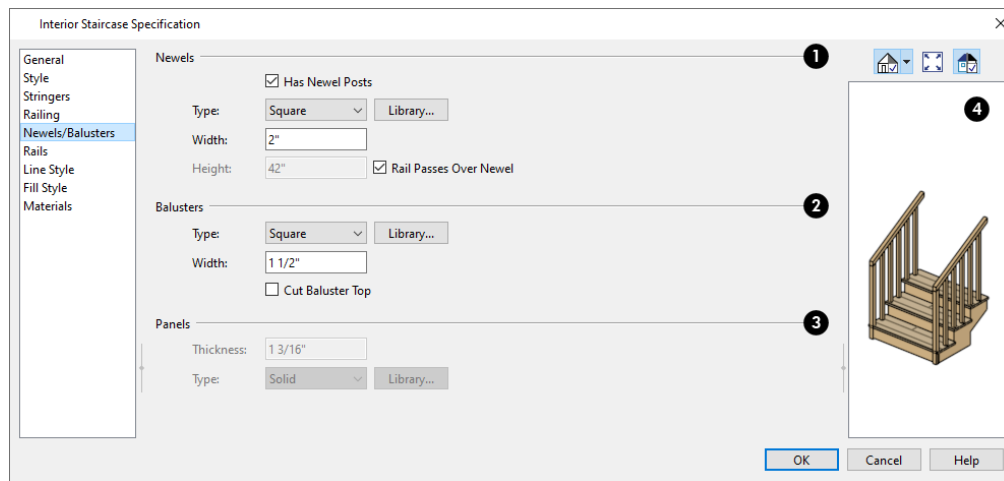 Interior Staircase Specification
General
Style
Stringers
Railing
Newels/Balusters
Rails
Line Style
Fill Style
Materials
Newels 1
Has Newel Posts
Type: Square Library...
Width: 2"
Height: 42" Rail Passes Over Newel
Balusters 2
Type: Square Library...
Width: 1 1/2"
Cut Baluster Top
Panels 3
Thickness: 1 3/16"
Type: Solid Library...
4
OK Cancel Help